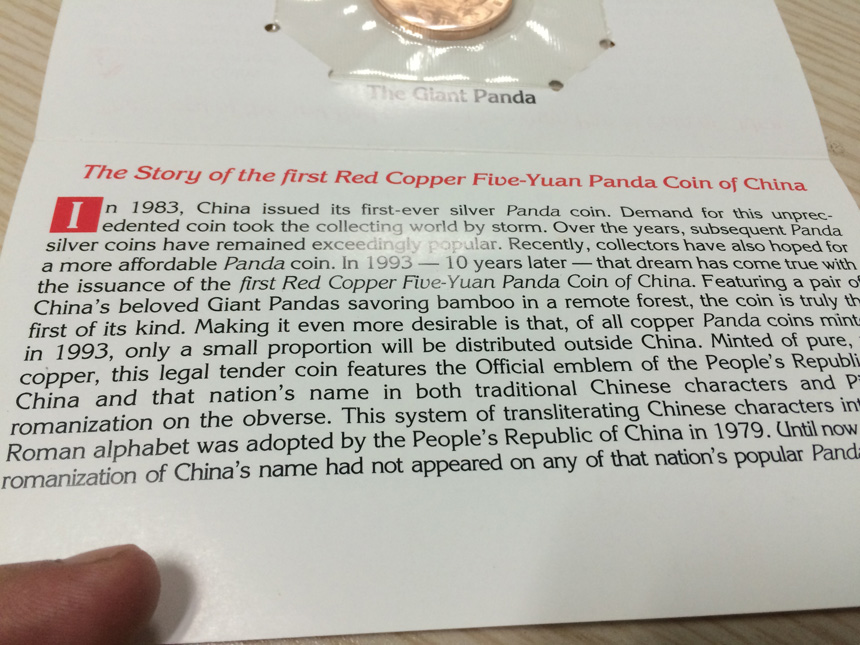 The Giant Panda
The Story of the first Red Copper Five-Yuan Panda Coin of China
In 1983, China issued its first-ever silver Panda coin. Demand for this unprec-
edented coin took the collecting world by storm. Over the years, subsequent Panda
silver coins have remained exceedingly popular. Recently, collectors have also hoped for
a more affordable Panda coin. In 1993 — 10 years later — that dream has come true with
the issuance of the first Red Copper Five-Yuan Panda Coin of China. Featuring a pair of
China's beloved Giant Pandas savoring bamboo in a remote forest, the coin is truly th
first of its kind. Making it even more desirable is that, of all copper Panda coins mint
in 1993, only a small proportion will be distributed outside China. Minted of pure,
copper, this legal tender coin features the Official emblem of the People's Republi
China and that nation's name in both traditional Chinese characters and Pi
romanization on the obverse. This system of transliterating Chinese characters int
Roman alphabet was adopted by the People's Republic of China in 1979. Until now
romanization of China's name had not appeared on any of that nation's popular Panda